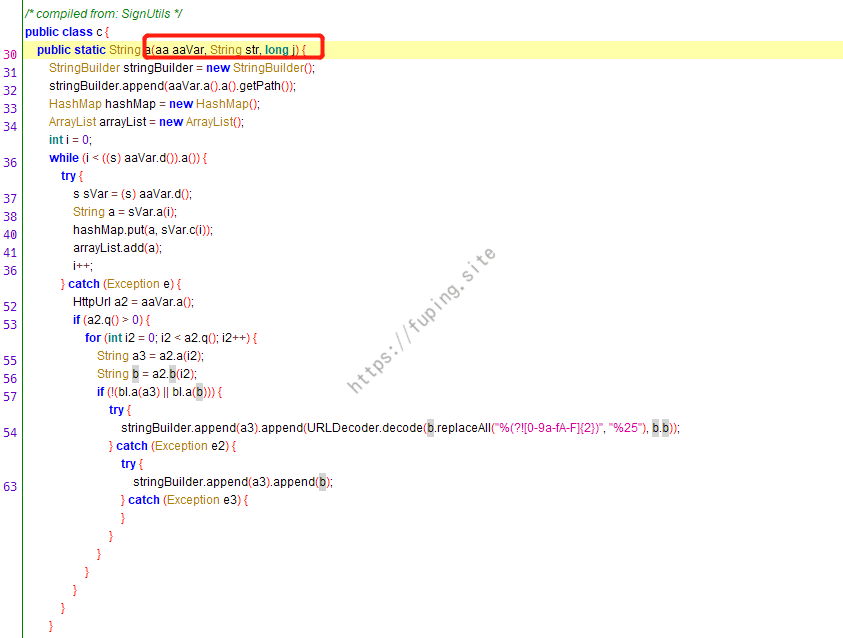 /* compiled from: SignUtils */
public class c {
30 public static String a(aa aaVar, String str, long j) {
31 StringBuilder stringBuilder = new StringBuilder();
32 stringBuilder.append(aaVar.a().a().getPath());
33 HashMap hashMap = new HashMap();
34 ArrayList arrayList = new ArrayList();
int i = 0;
36 while (i < ((s) aaVar.d()).a()) {
try {
37 s sVar = (s) aaVar.d();
38 String a = sVar.a(i);
40 hashMap.put(a, sVar.c(i));
41 arrayList.add(a);
36 i++;
} catch (Exception e) {
52 HttpUrl a2 = aaVar.a();
53 if (a2.q() > 0) {
for (int i2 = 0; i2 < a2.q(); i2++) {
55 String a3 = a2.a(i2);
56 String b = a2.b(i2);
57 if (!(bl.a(a3) || bl.a(b))) {
try {
54 stringBuilder.append(a3).append(URLDecoder.decode(b.replaceAll("%(?![0-9a-fA-F]{2})", "%25"), b.b));
} catch (Exception e2) {
try {
63 stringBuilder.append(a3).append(b);
} catch (Exception e3) {
}
}
}
}
}
}
}
https://fuping.site